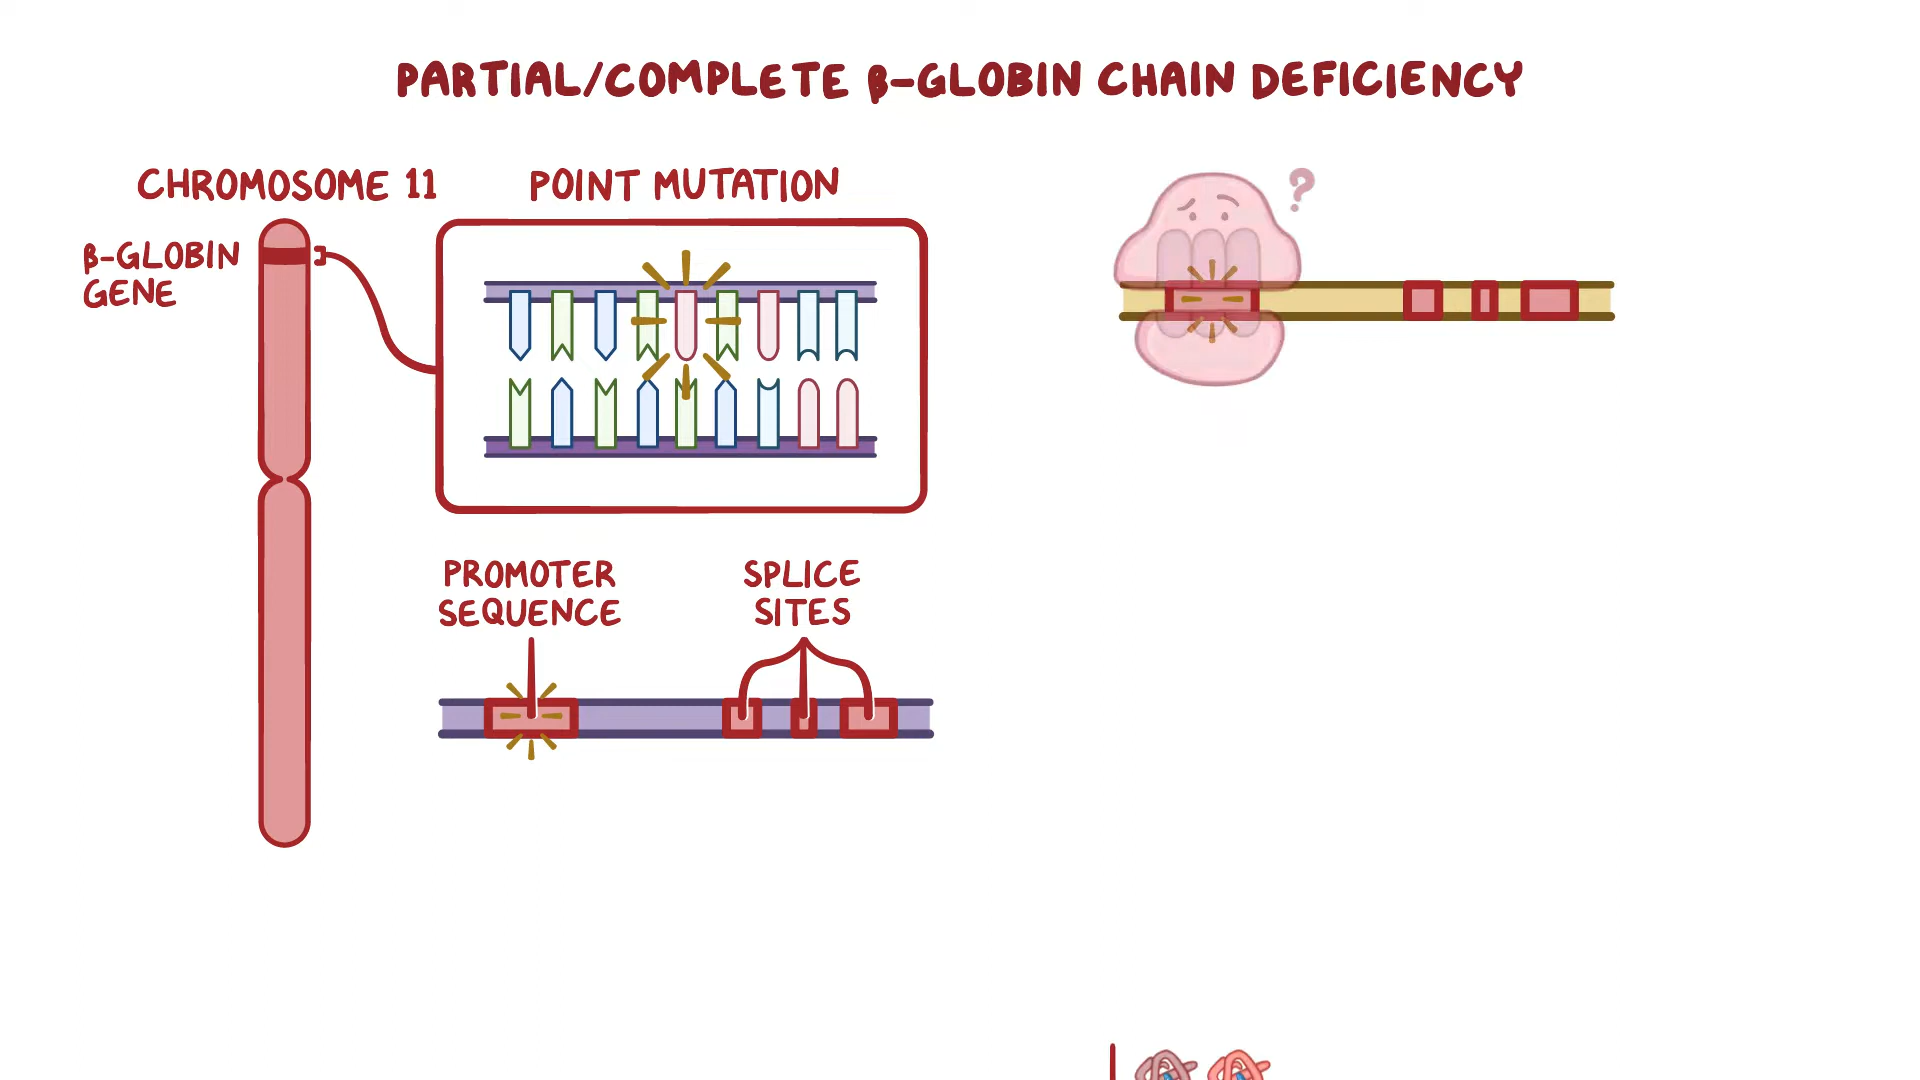 PARTIAL/COMPLETE β-GLOBIN CHAIN DEFICIENCY
CHROMOSOME 11
POINT MUTATION
β-GLOBIN
GENE
?
PROMOTER
SEQUENCE
SPLICE
SITES